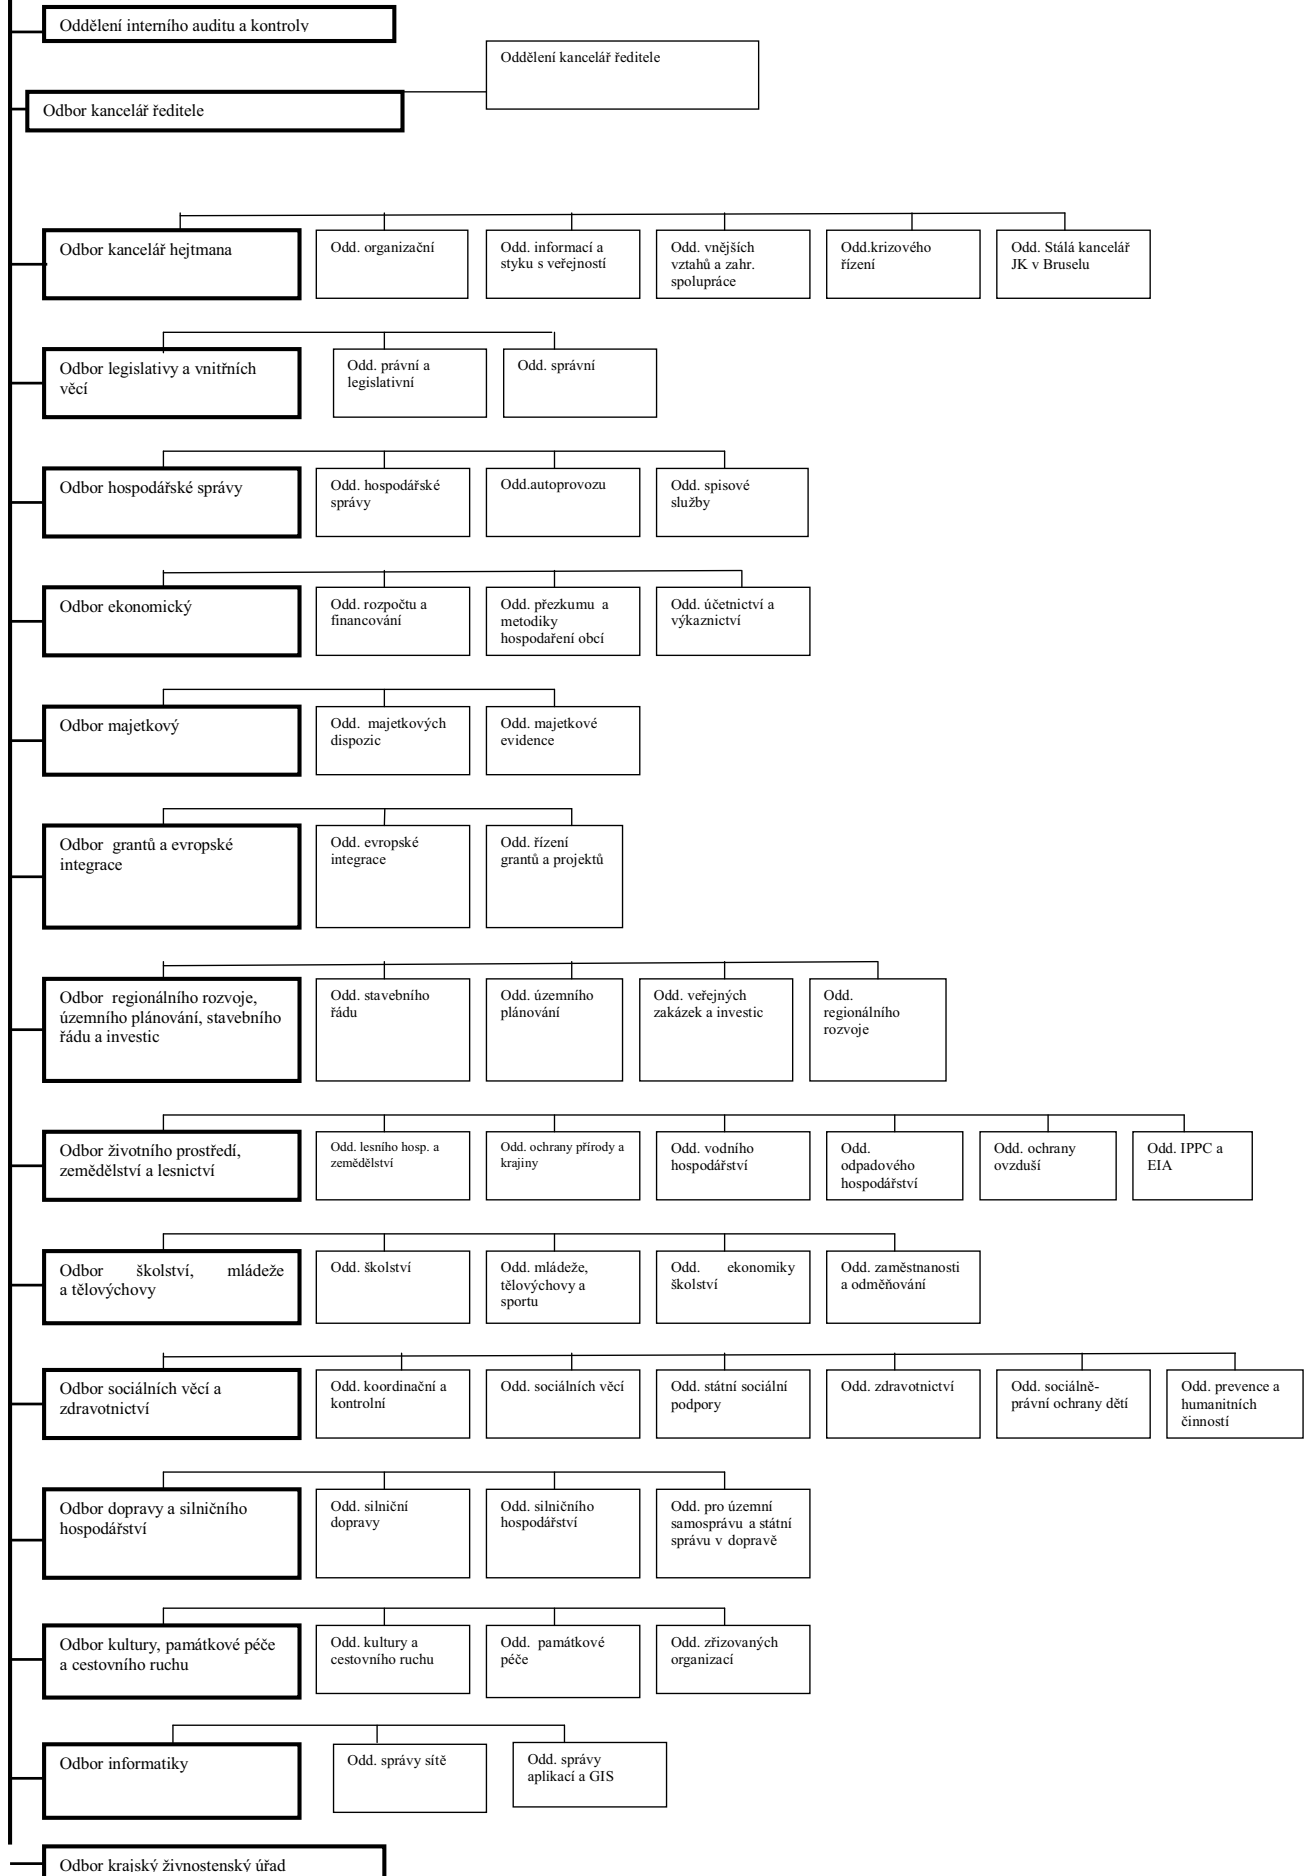 Oddělení interního auditu a kontroly
Oddělení kancelář ředitele
Odbor kancelář ředitele
Odbor kancelář hejtmana
Odd. organizační
Odd. informací a
styku s veřejností
Odd. vnějších
vztahů a zahr.
spolupráce
Odd.krizového
řízení
Odd. Stálá kancelář
JK v Bruselu
Odbor legislativy a vnitřních
věcí
Odd. právní a
legislativní
Odd. správní
Odbor hospodářské správy
Odd. hospodářské
správy
Odd.autoprovozu
Odd. spisové
služby
Odbor ekonomický
Odd. rozpočtu a
financování
Odd. přezkumu a
metodiky
hospodaření obcí
Odd. účetnictví a
výkaznictví
Odbor majetkový
Odd. majetkových
dispozic
Odd. majetkové
evidence
Odbor grantů a evropské
integrace
Odd. evropské
integrace
Odd. řízení
grantů a projektů
Odbor regionálního rozvoje,
územního plánování, stavebního
řádu a investic
Odd. stavebního
řádu
Odd. územního
plánování
Odd. veřejných
zakázek a investic
Odd.
regionálního
rozvoje
Odbor životního prostředí,
zemědělství a lesnictví
Odd. lesního hosp. a
zemědělství
Odd. ochrany přírody a
krajiny
Odd. vodního
hospodářství
Odd.
odpadového
hospodářství
Odd. ochrany
ovzduší
Odd. IPPC a
EIA
Odbor školství, mládeže
a tělovýchovy
Odd. školství
Odd. mládeže,
tělovýchovy a
sportu
Odd. ekonomiky
školství
Odd. zaměstnanosti
a odměňování
Odbor sociálních věcí a
zdravotnictví
Odd. koordinační a
kontrolní
Odd. sociálních věcí
Odd. státní sociální
podpory
Odd. zdravotnictví
Odd. sociálně-
právní ochrany dětí
Odd. prevence a
humanitních
činností
Odbor dopravy a silničního
hospodářství
Odd. silniční
dopravy
Odd. silničního
hospodářství
Odd. pro územní
samosprávu a státní
správu v dopravě
Odbor kultury, památkové péče
a cestovního ruchu
Odd. kultury a
cestovního ruchu
Odd. památkové
péče
Odd. zřizovaných
organizací
Odbor informatiky
Odd. správy sítě
Odd. správy
aplikací a GIS
Odbor krajský živnostenský úřad